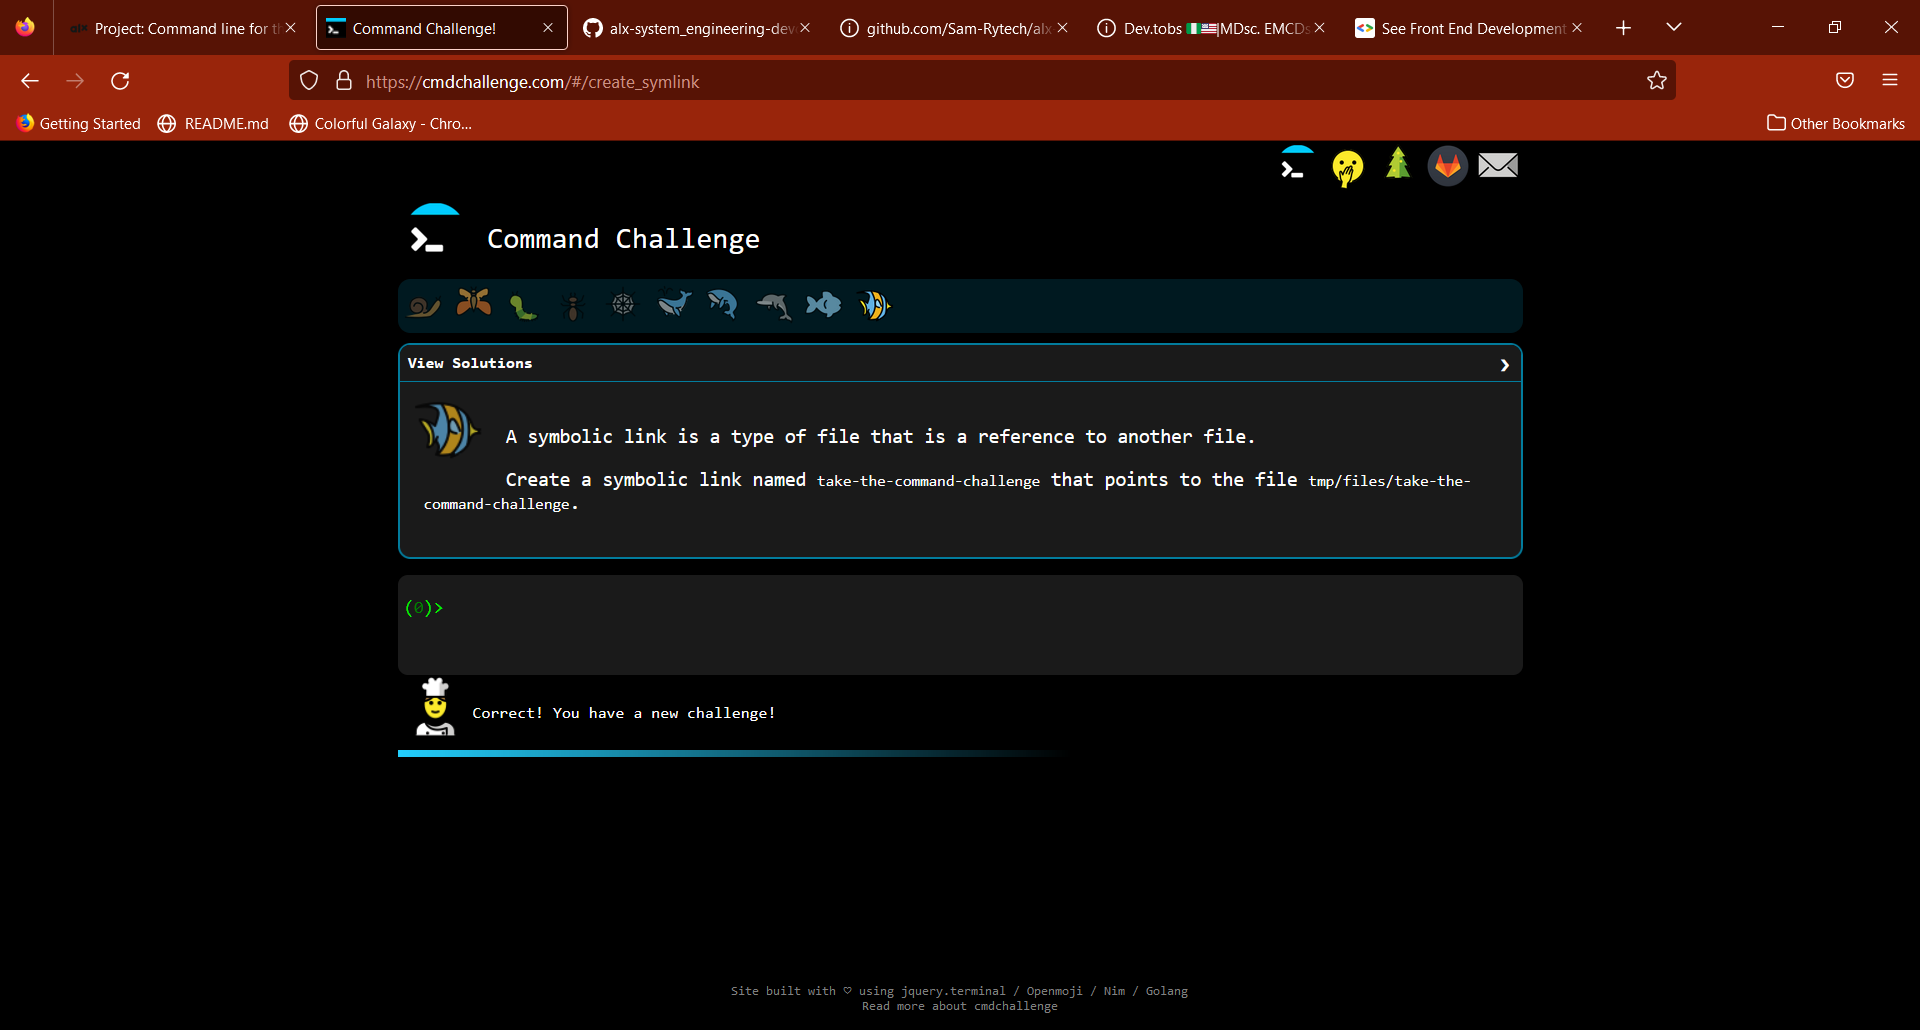 Project: Command line for t
Command Challenge!
alx-system_engineering-dev
github.com/Sam-Rytech/alx
Dev.tobs 🇳🇬🇺🇸|MDsc. EMCDs
See Front End Development
https://cmdchallenge.com/#/create_symlink
Getting Started
README.md
Colorful Galaxy - Chro...
Other Bookmarks
Command Challenge
View Solutions
A symbolic link is a type of file that is a reference to another file.
Create a symbolic link named take-the-command-challenge that points to the file tmp/files/take-the-
command-challenge.
(0)>
Correct! You have a new challenge!
Site built with ♡ using jquery.terminal / Openmoji / Nim / Golang
Read more about cmdchallenge